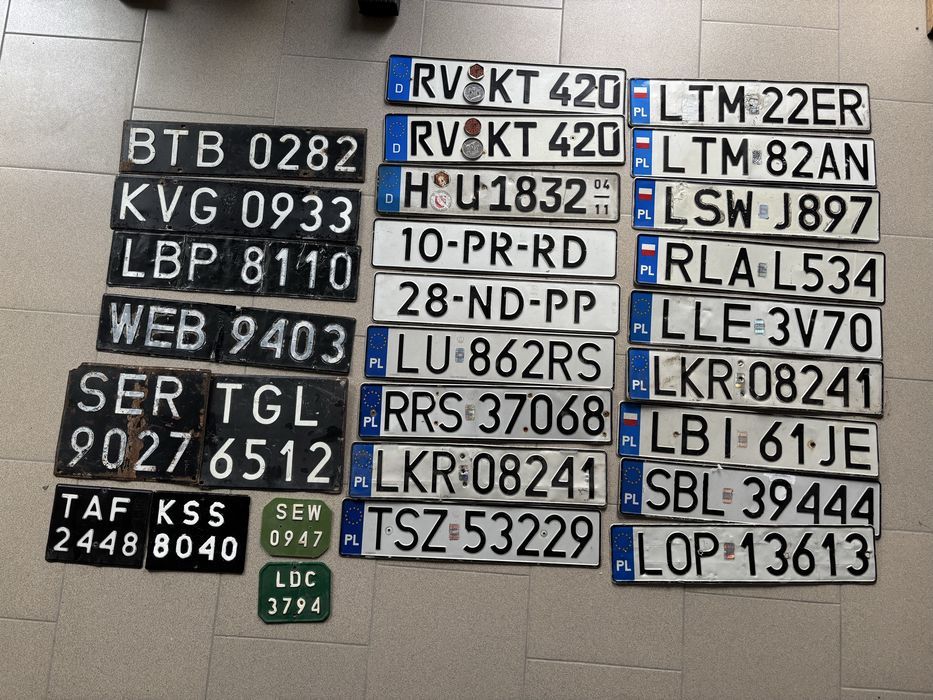 BTB 0282
KVG 0933
LBP 8110
WEB 9403
SER
9027
TGL
6512
TAF
2448
KSS
8040
SEW
0947
LDC
3794
D RV KT 420
D RV KT 420
D H U 1832 04
11
10-PR-RD
28-ND-PP
PL LU 862RS
PL RRS 37068
PL LKR 08241
PL TSZ 53229
PL LTM 22ER
PL LTM 82AN
PL LSW J897
PL RLA L534
PL LLE 3V70
PL LKR 08241
PL LBI 61JE
PL SBL 39444
PL LOP 13613